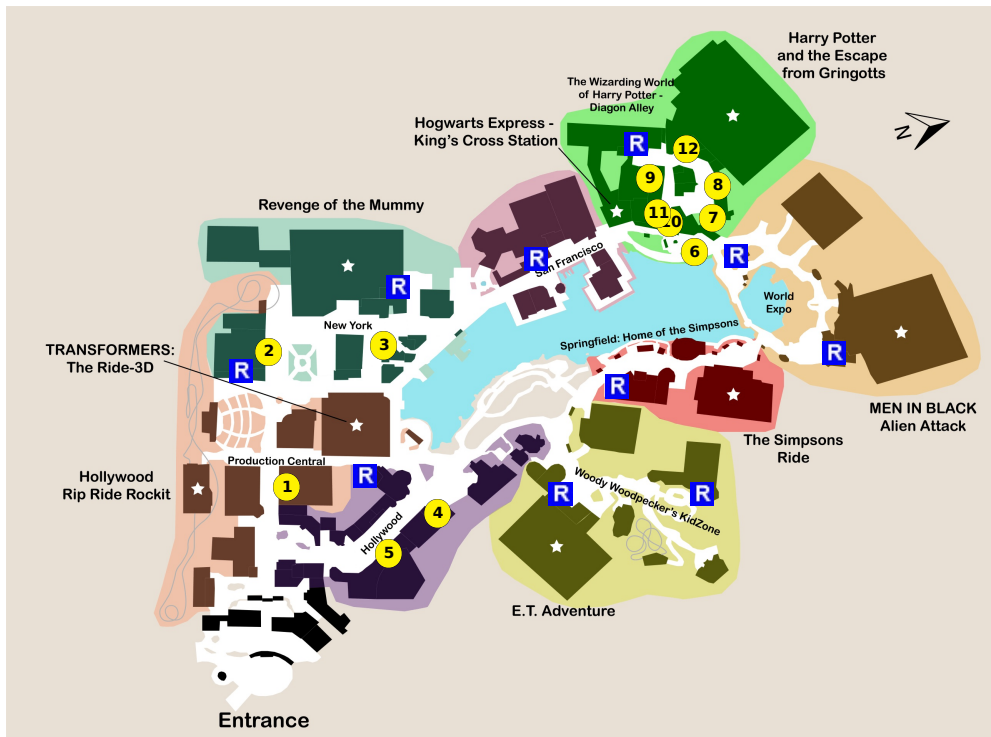 Harry Potter
and the Escape
from Gringotts
The Wizarding World
of Harry Potter -
Diagon Alley
Hogwarts Express -
King's Cross Station
N
R
12
9
8
11
10
7
6
R
Revenge of the Mummy
R
San Francisco
R
World
Expo
New York
3
2
R
Springfield: Home of the Simpsons
R
R
TRANSFORMERS:
The Ride-3D
MEN IN BLACK
Alien Attack
The Simpsons
Ride
Production Central
R
Hollywood
Rip Ride Rockit
1
Woody Woodpecker's KidZone
R
R
4
Hollywood
5
E.T. Adventure
Entrance